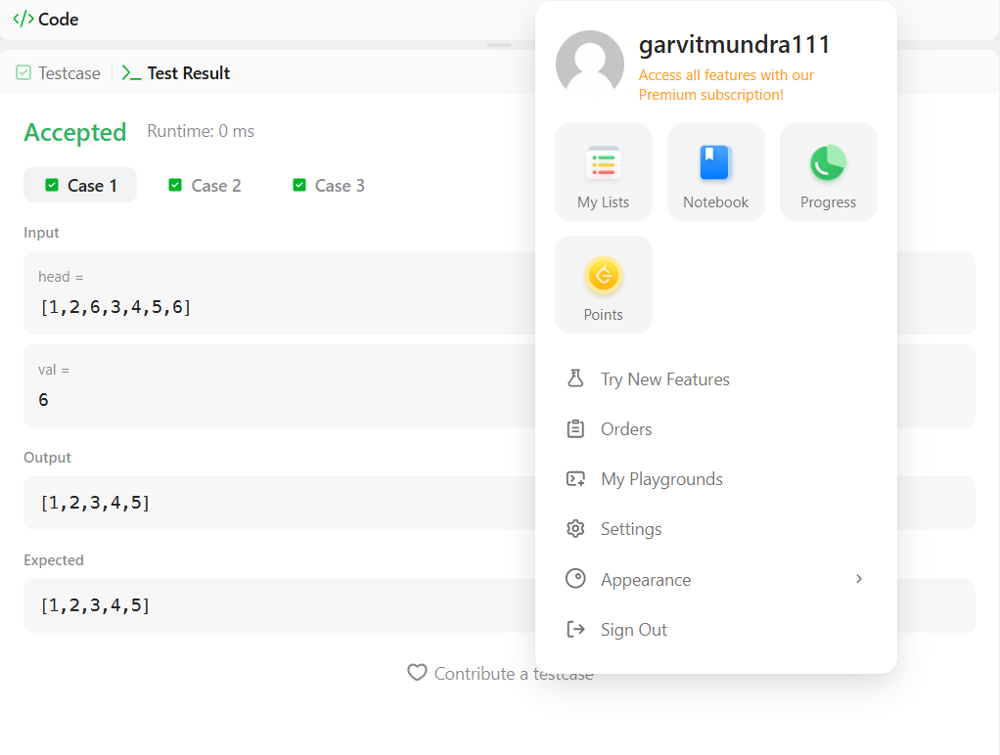 </> Code
Testcase
Test Result
Accepted
Runtime: 0 ms
Case 1
Case 2
Case 3
Input
head =
[1,2,6,3,4,5,6]
val =
6
Output
[1,2,3,4,5]
Expected
[1,2,3,4,5]
Contribute a testcase
garvitmundra111
Access all features with our
Premium subscription!
My Lists
Notebook
Progress
Points
Try New Features
Orders
My Playgrounds
Settings
Appearance
Sign Out